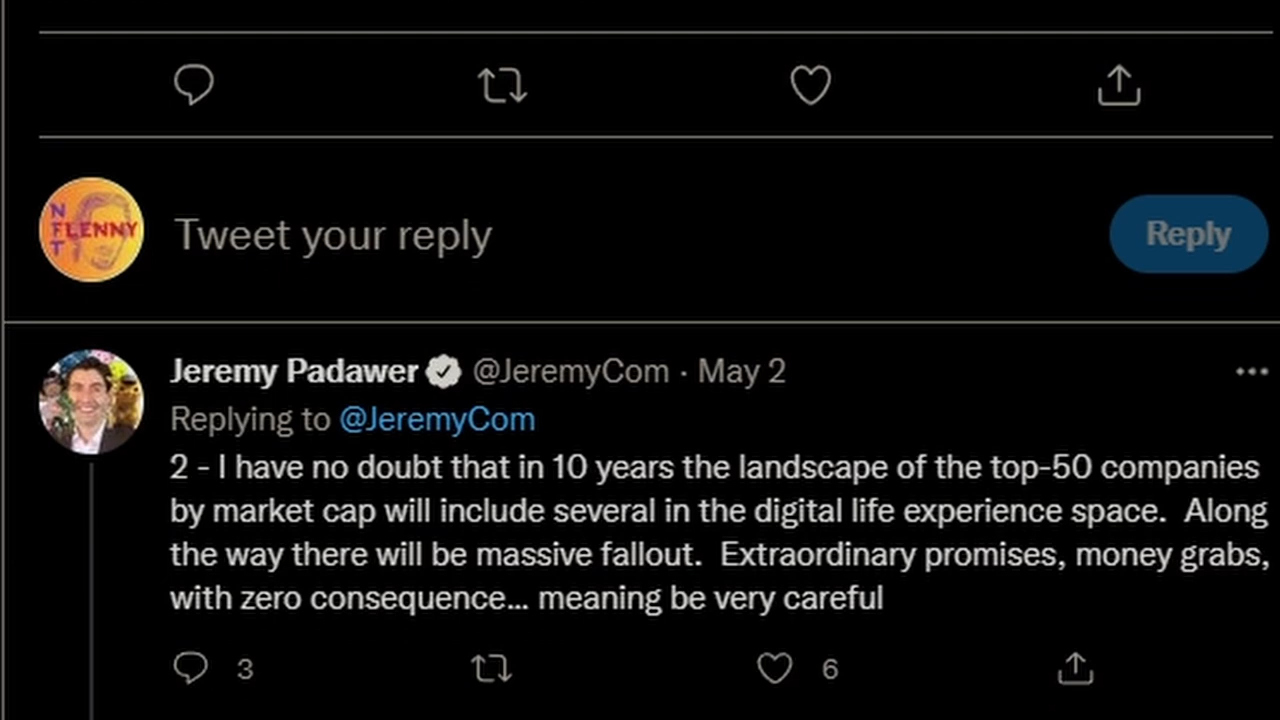 N
FLENNY
T
Tweet your reply
Reply
Jeremy Padawer @JeremyCom · May 2
Replying to @JeremyCom
2 - I have no doubt that in 10 years the landscape of the top-50 companies
by market cap will include several in the digital life experience space.  Along
the way there will be massive fallout.  Extraordinary promises, money grabs,
with zero consequence... meaning be very careful
3
6